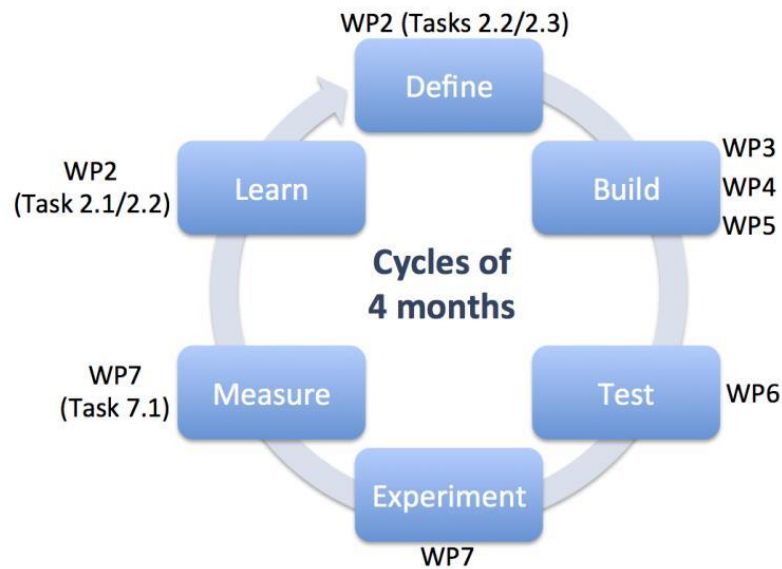 WP2 (Tasks 2.2/2.3)
Define
WP3
WP4
WP5
Build
Test
WP6
Experiment
WP7
Measure
WP7
(Task 7.1)
Learn
WP2
(Task 2.1/2.2)
Cycles of
4 months